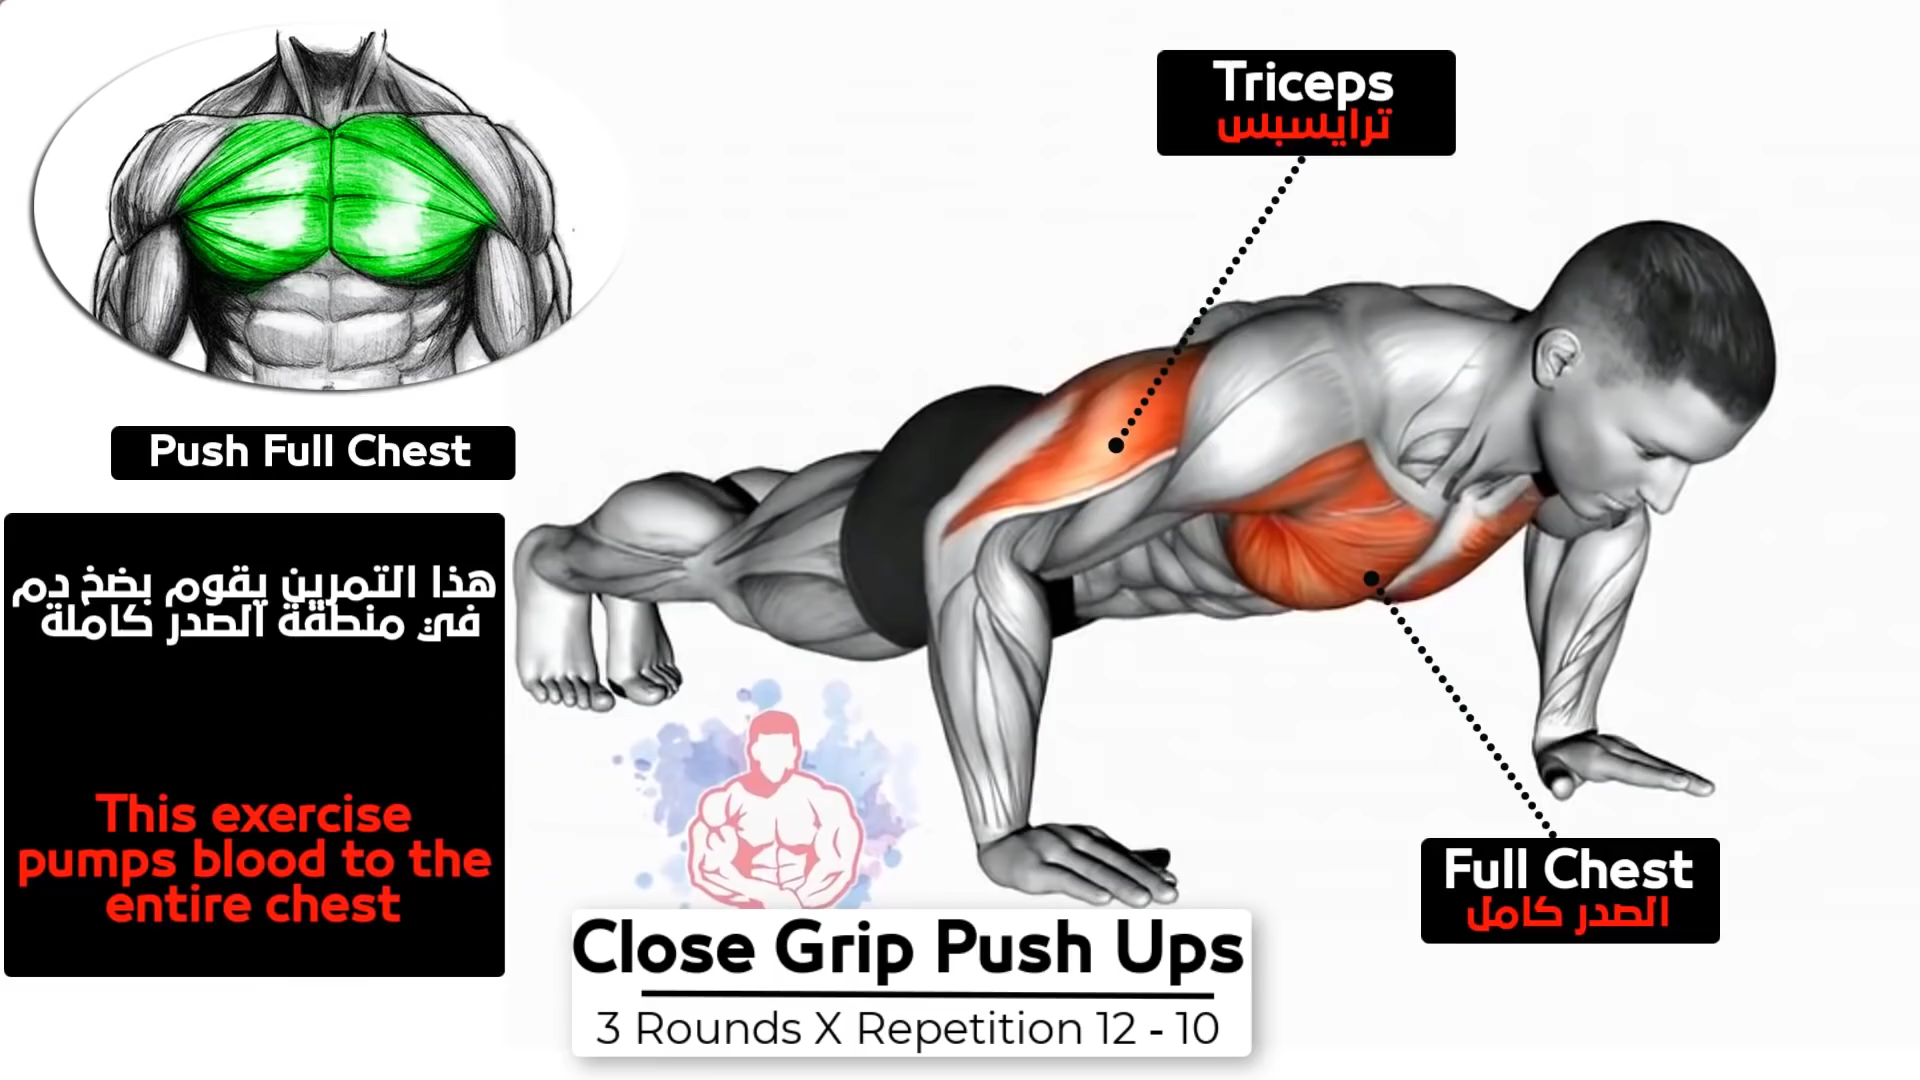 Triceps
ترايسبس
Push Full Chest
هذا التمرين يقوم بضخ دم
في منطقة الصدر كاملة
This exercise
pumps blood to the
entire chest
Full Chest
الصدر كامل
Close Grip Push Ups
3 Rounds X Repetition 12 - 10